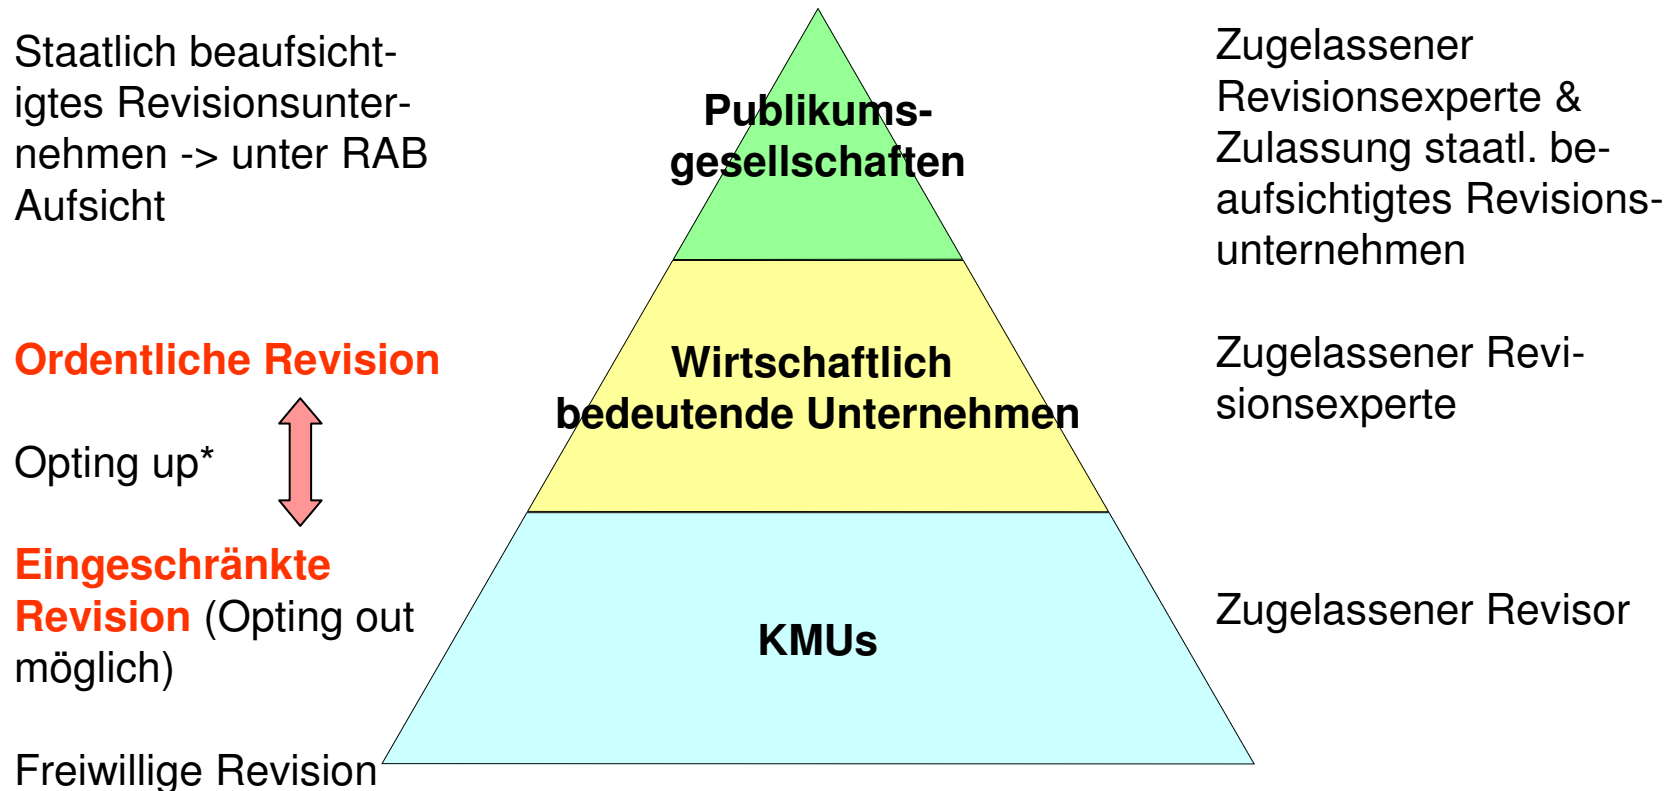 Staatlich beaufsicht-
igtes Revisionsunter-
nehmen -> unter RAB
Aufsicht
Publikums-
gesellschaften
Zugelassener
Revisionsexperte &
Zulassung staatl. be-
aufsichtigtes Revisions-
unternehmen
Ordentliche Revision
Opting up*
Wirtschaftlich
bedeutende Unternehmen
Zugelassener Revi-
sionsexperte
Eingeschränkte
Revision (Opting out
möglich)
KMUs
Zugelassener Revisor
Freiwillige Revision